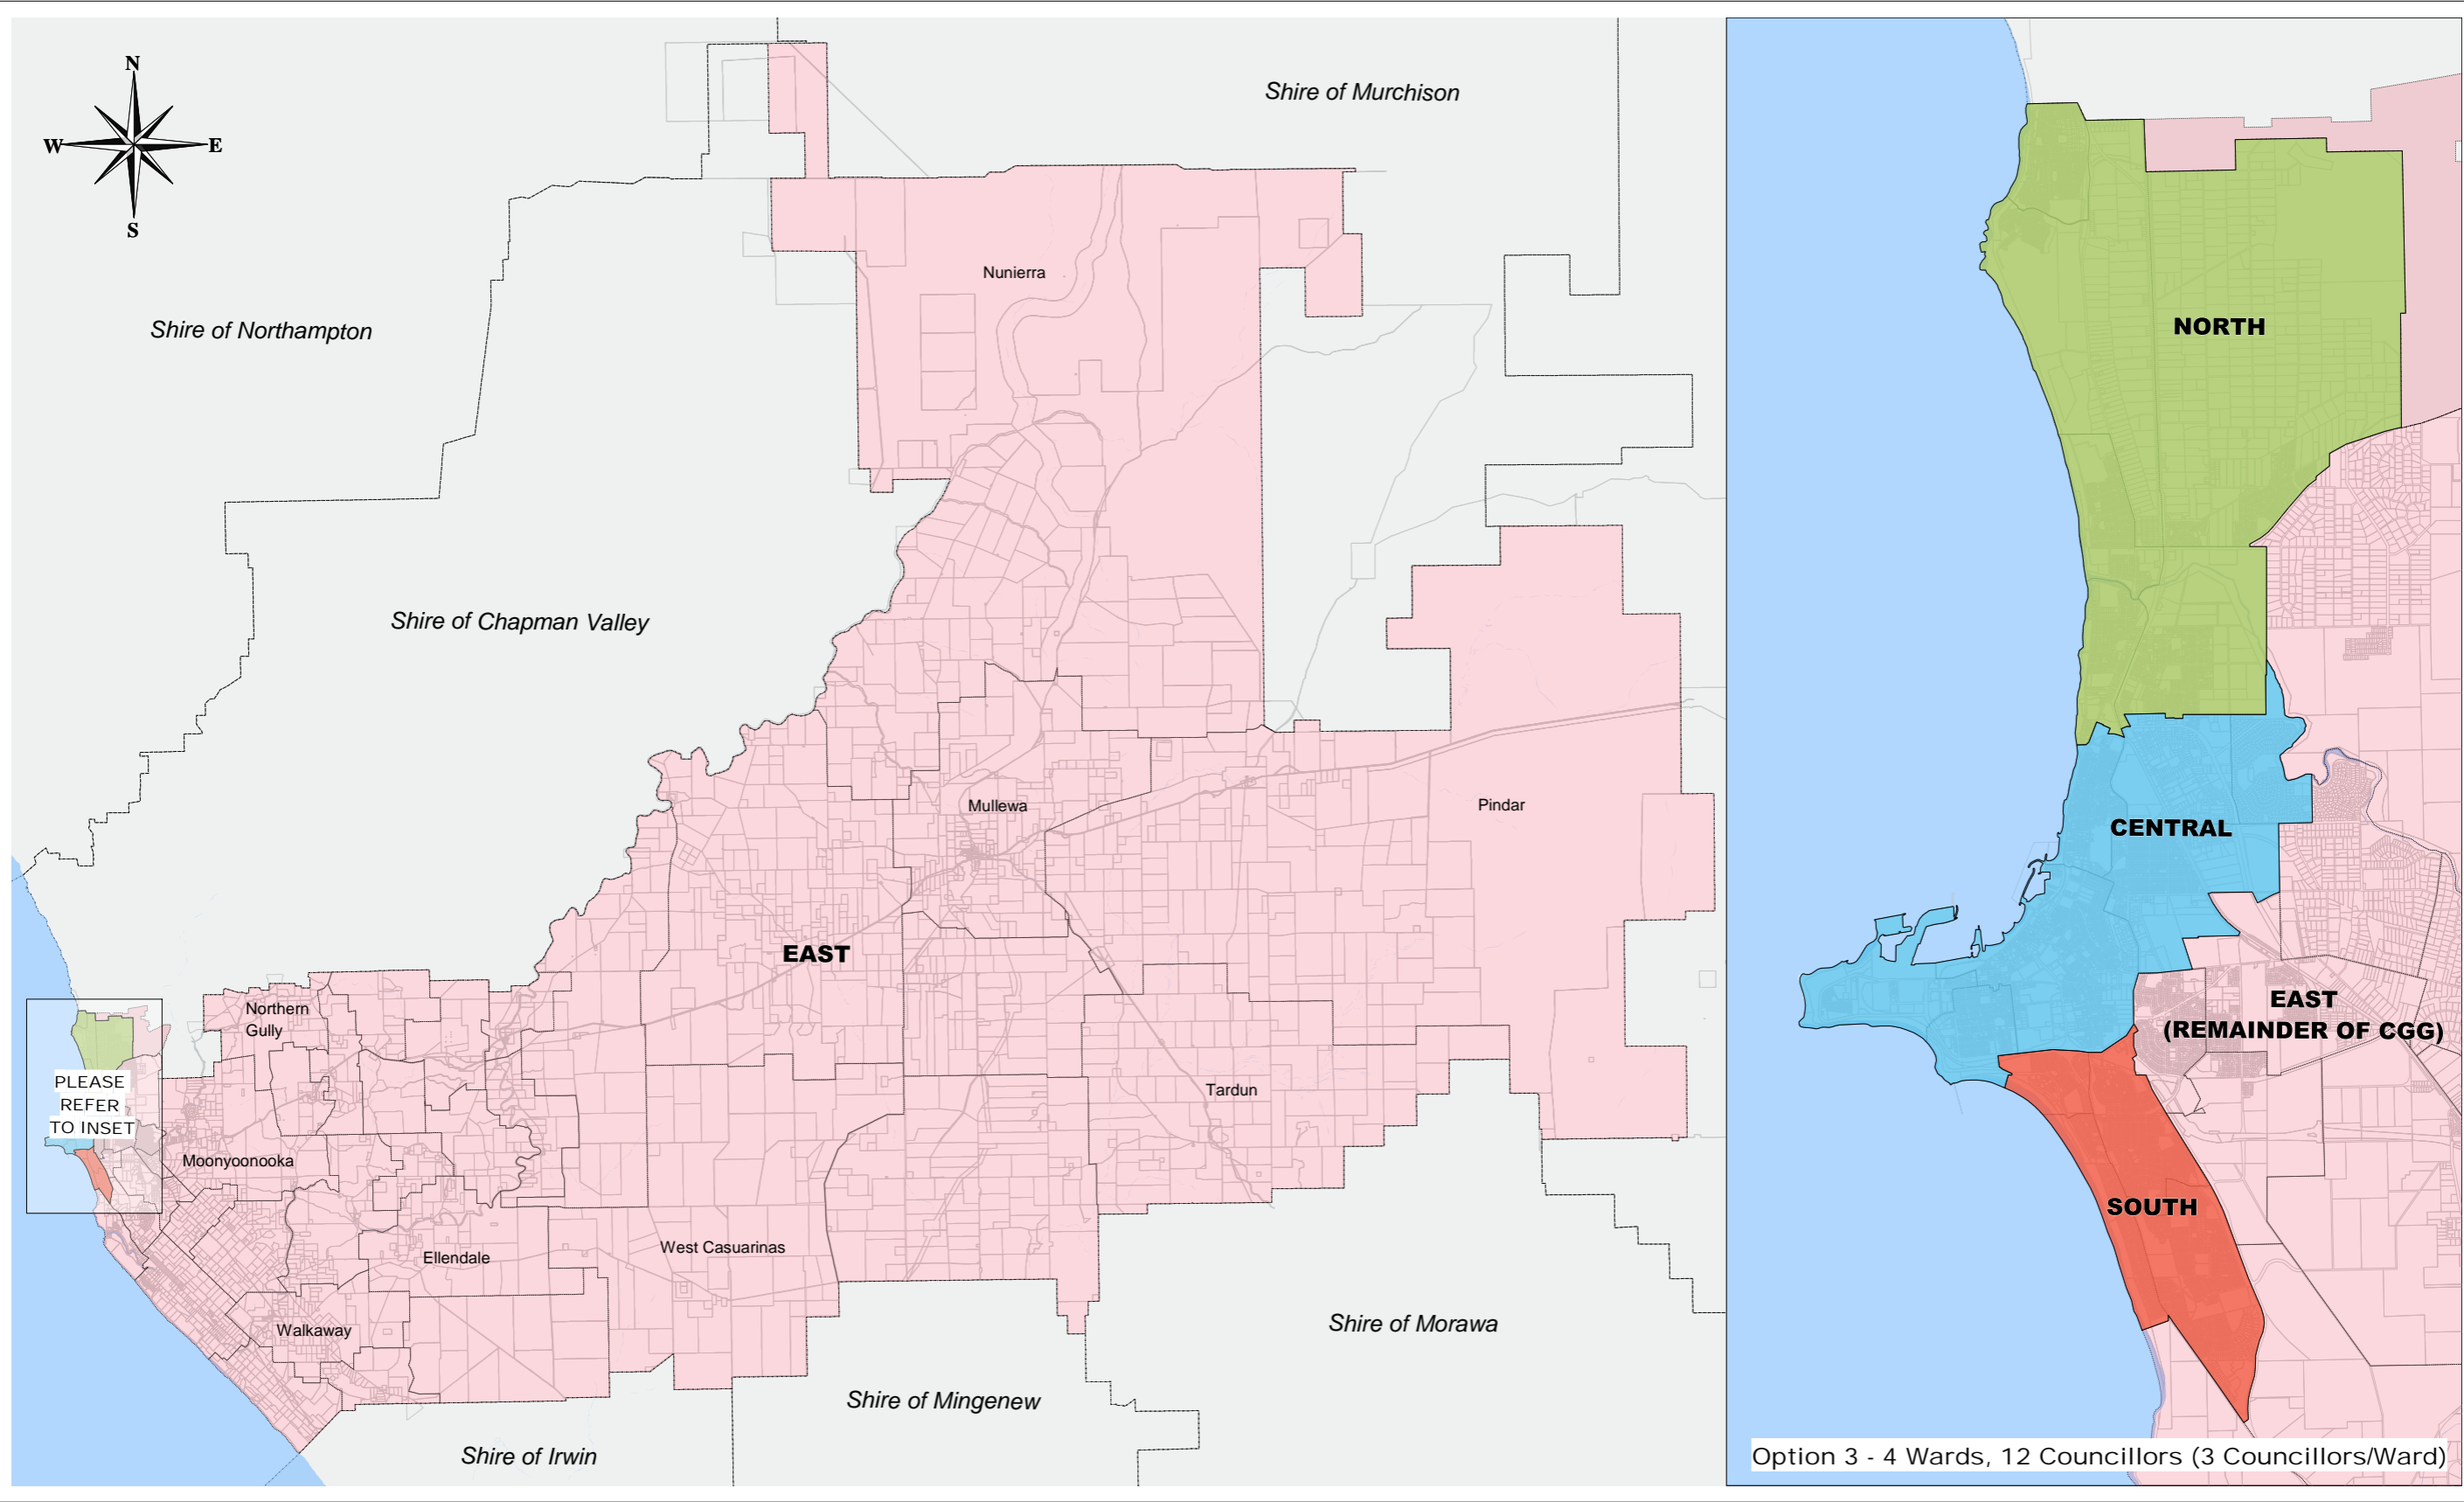 N
W
E
S
Shire of Murchison
Shire of Northampton
Nunierra
Shire of Chapman Valley
Mullewa
Pindar
EAST
Northern
Gully
PLEASE
REFER
TO INSET
Tardun
Moonyoonooka
West Casuarinas
Ellendale
Walkaway
Shire of Morawa
Shire of Mingenew
Shire of Irwin
NORTH
CENTRAL
EAST
(REMAINDER OF CGG)
SOUTH
Option 3 - 4 Wards, 12 Councillors (3 Councillors/Ward)